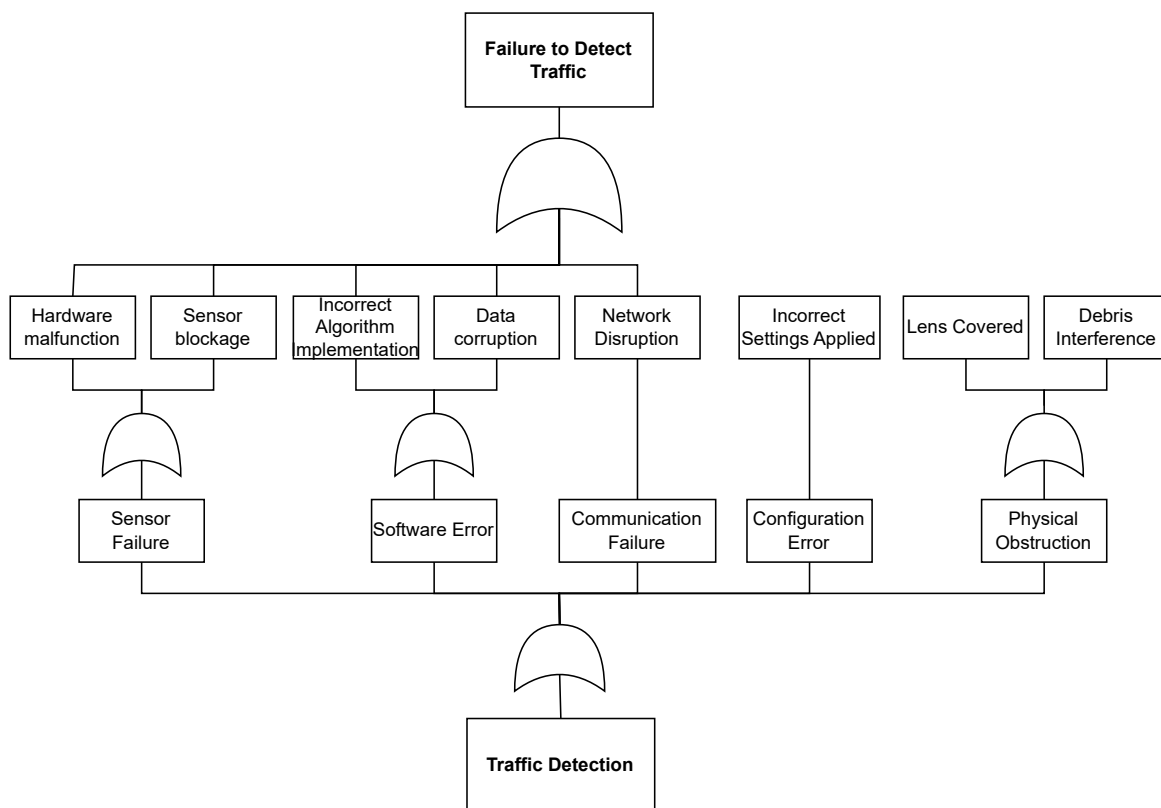 Failure to Detect
Traffic
Hardware
malfunction
Sensor
blockage
Incorrect
Algorithm
Implementation
Data
corruption
Network
Disruption
Incorrect
Settings Applied
Lens Covered
Debris
Interference
Sensor
Failure
Software Error
Communication
Failure
Configuration
Error
Physical
Obstruction
Traffic Detection